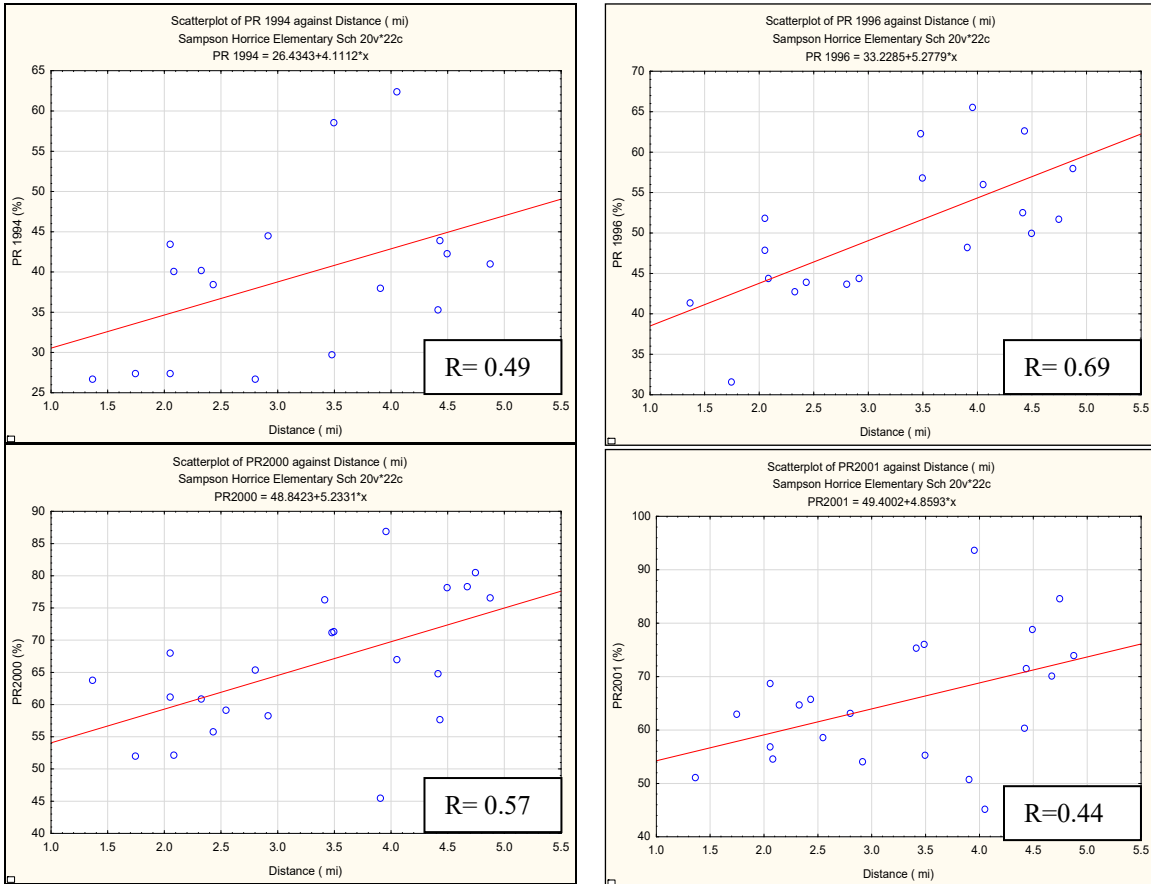 Scatterplot of PR 1994 against Distance ( mi)
Sampson Horrice Elementary Sch 20v*22c
PR 1994 = 26.4343+4.1112*x
65
60
55
50
45
40
35
30
25
PR 1994 (%)
R= 0.49
1.0 1.5 2.0 2.5 3.0 3.5 4.0 4.5 5.0 5.5
Distance ( mi)
Scatterplot of PR 1996 against Distance ( mi)
Sampson Horrice Elementary Sch 20v*22c
PR 1996 = 33.2285+5.2779*x
70
65
60
55
50
45
40
35
30
PR 1996 (%)
R= 0.69
1.0 1.5 2.0 2.5 3.0 3.5 4.0 4.5 5.0 5.5
Distance ( mi)
Scatterplot of PR2000 against Distance ( mi)
Sampson Horrice Elementary Sch 20v*22c
PR2000 = 48.8423+5.2331*x
90
85
80
75
70
65
60
55
50
45
40
PR2000 (%)
R= 0.57
1.0 1.5 2.0 2.5 3.0 3.5 4.0 4.5 5.0 5.5
Distance ( mi)
Scatterplot of PR2001 against Distance ( mi)
Sampson Horrice Elementary Sch 20v*22c
PR2001 = 49.4002+4.8593*x
100
90
80
70
60
50
40
PR2001 (%)
R=0.44
1.0 1.5 2.0 2.5 3.0 3.5 4.0 4.5 5.0 5.5
Distance ( mi)